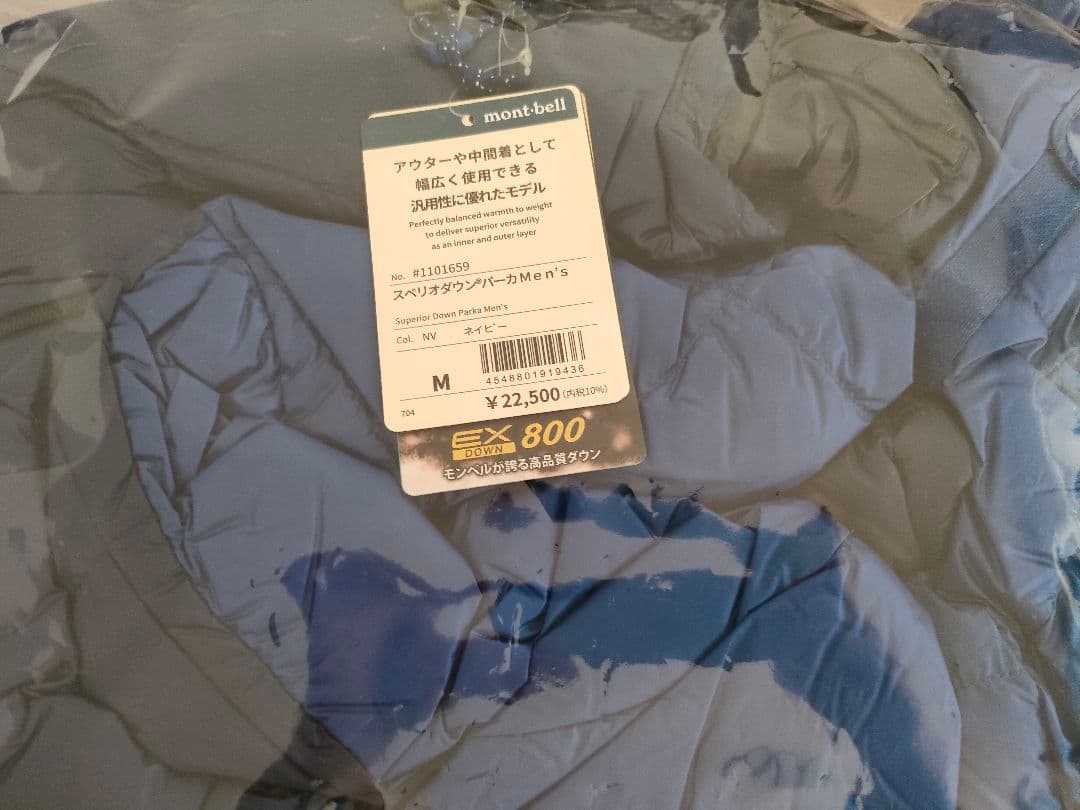 mont-bell
アウターや中間着として
幅広く使用できる
汎用性に優れたモデル
Perfectly balanced warmth to weight
to deliver superior versatility
as an inner and outer layer
No. #1101659
スペリオダウン®パーカMen's
Superior Down Parka Men's
Col. NV ネイビー
M
4548801919436
704
¥22,500(内税10%)
EX 800
DOWN
モンベルが誇る高品質ダウン